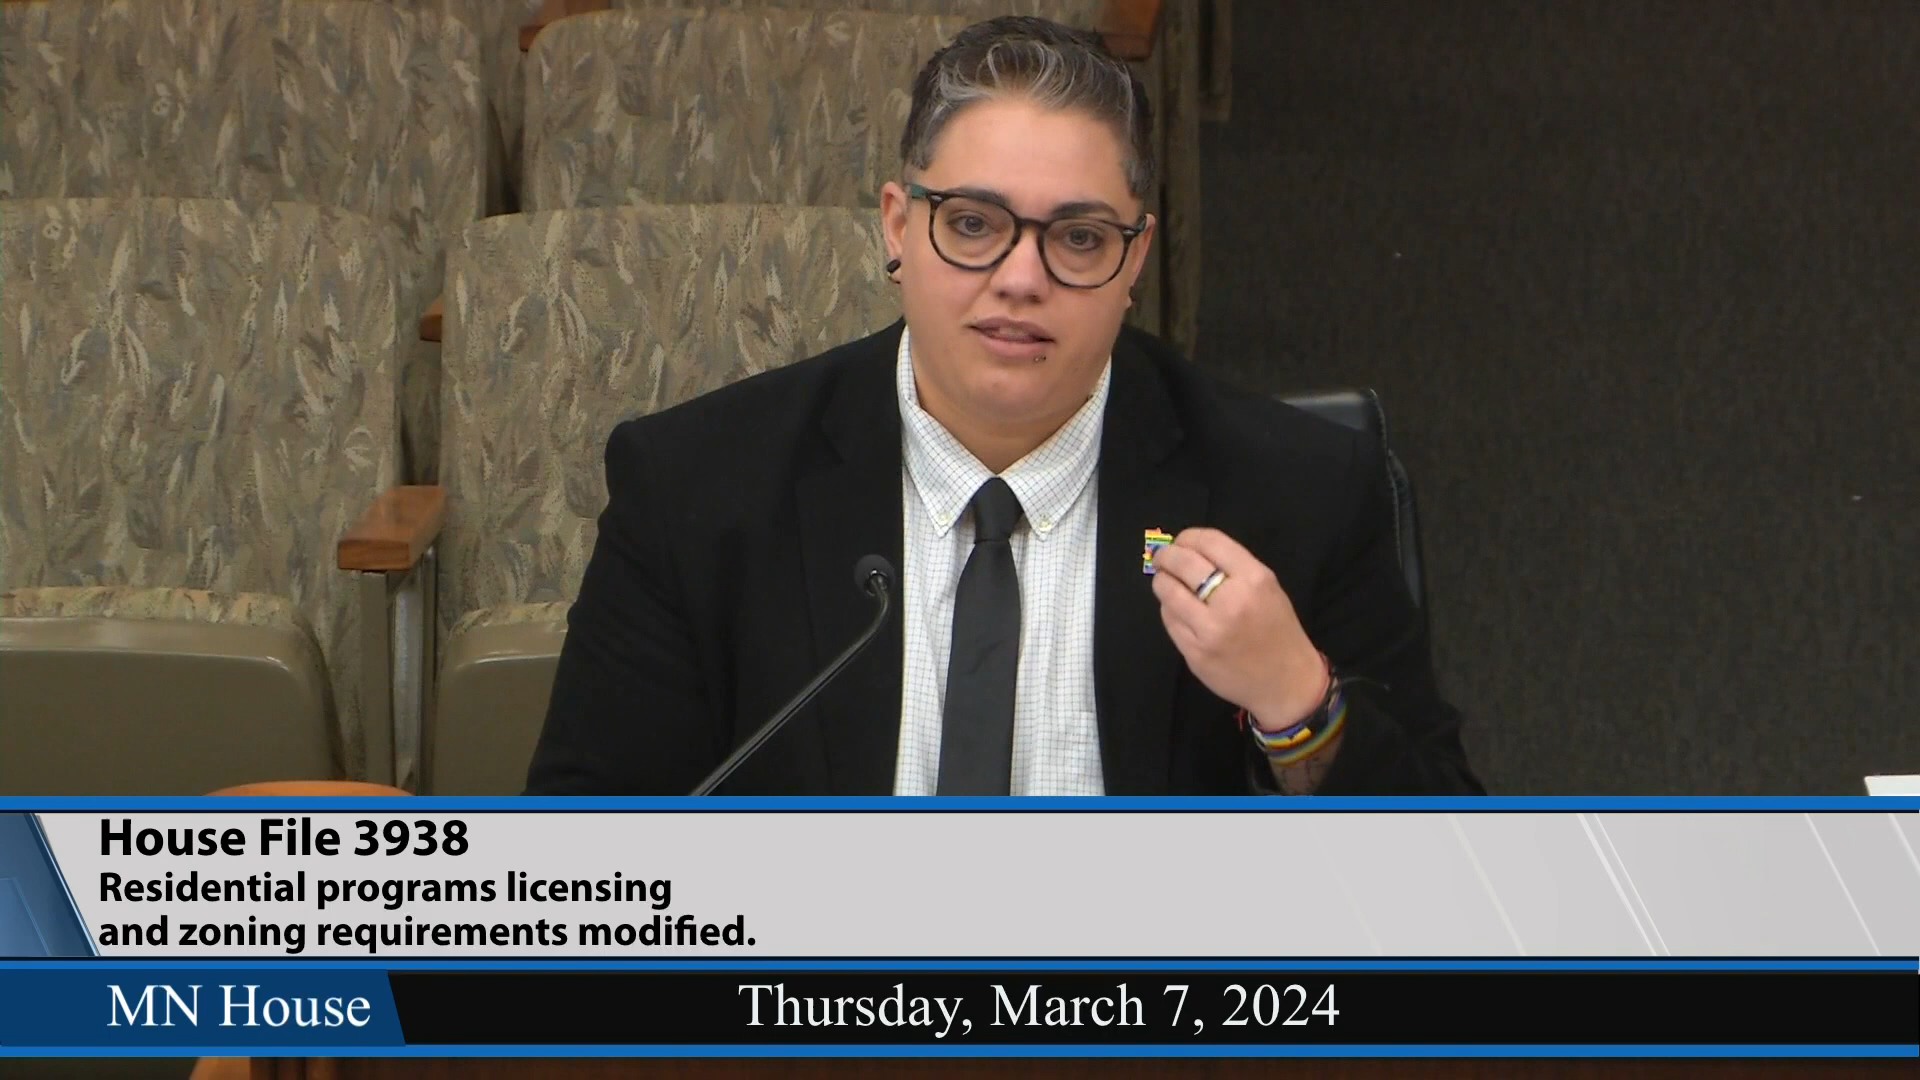 House File 3938
Residential programs licensing
and zoning requirements modified.
MN House
Thursday, March 7, 2024